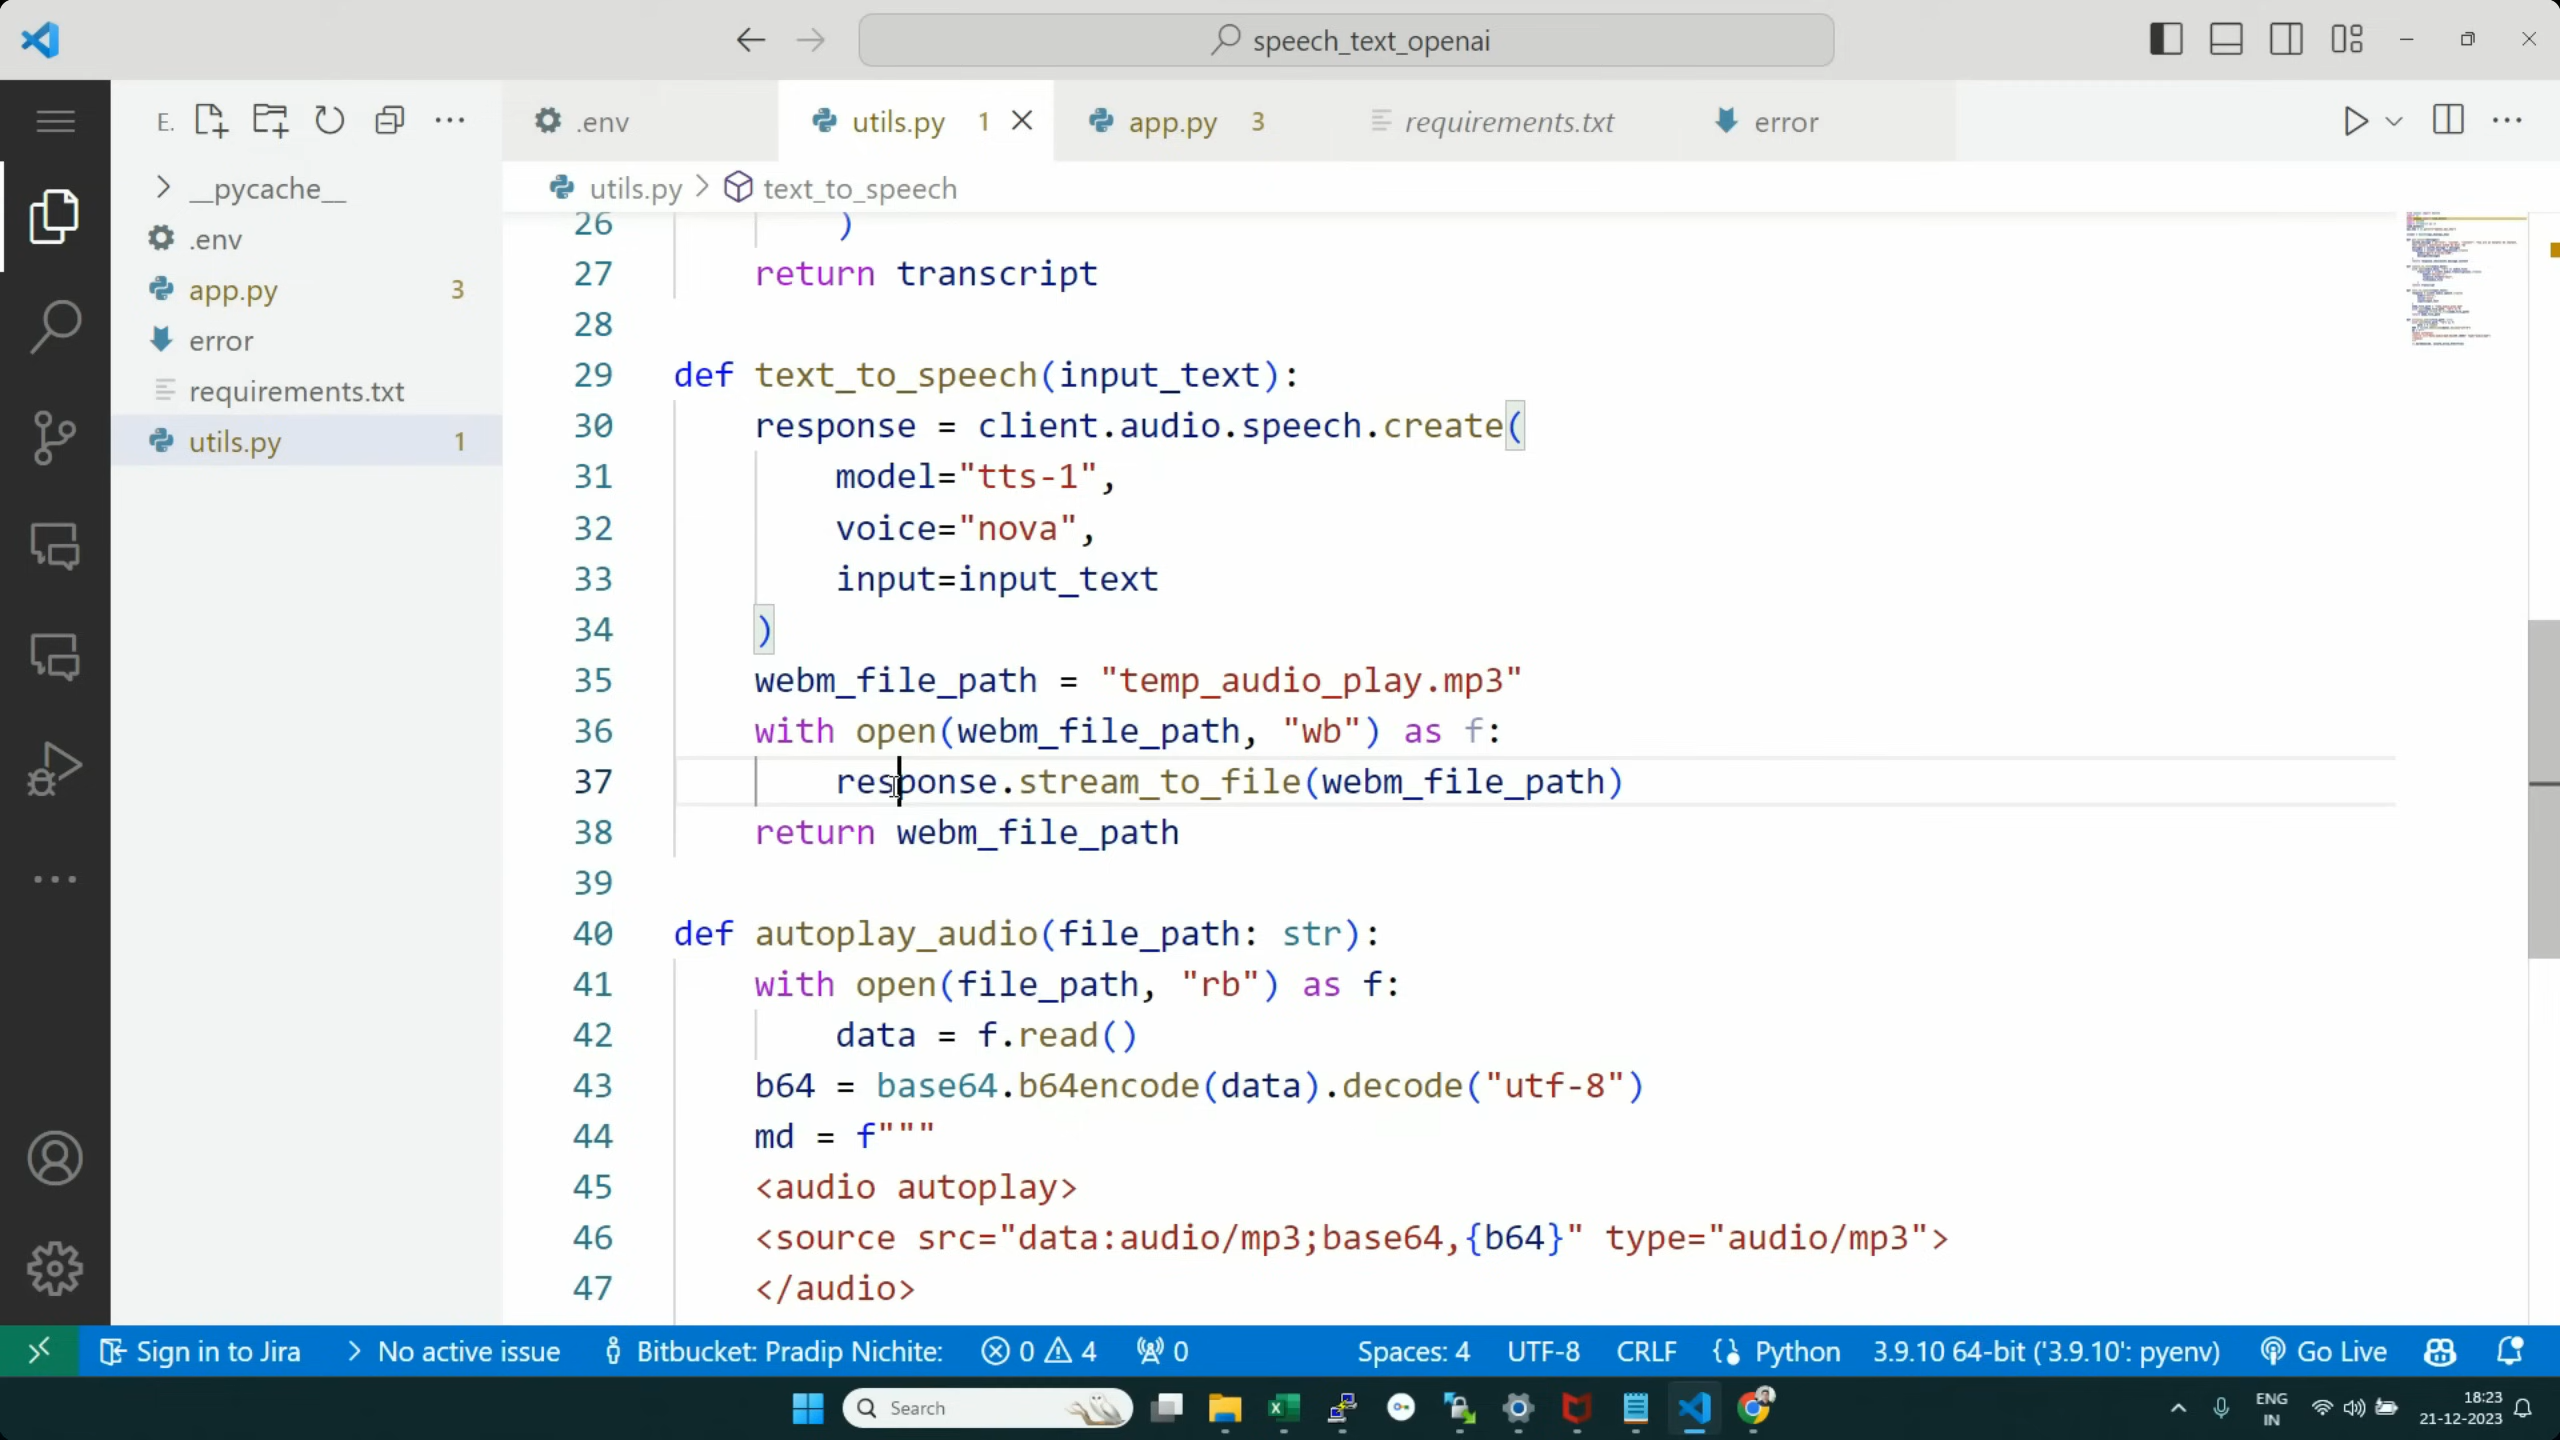 speech_text_openai
E.
.env
utils.py 1
app.py 3
requirements.txt
error
__pycache__
.env
app.py 3
error
requirements.txt
utils.py 1
utils.py > text_to_speech
26 )
27 return transcript
28
29 def text_to_speech(input_text):
30 response = client.audio.speech.create(
31 model="tts-1",
32 voice="nova",
33 input=input_text
34 )
35 webm_file_path = "temp_audio_play.mp3"
36 with open(webm_file_path, "wb") as f:
37 response.stream_to_file(webm_file_path)
38 return webm_file_path
39
40 def autoplay_audio(file_path: str):
41 with open(file_path, "rb") as f:
42 data = f.read()
43 b64 = base64.b64encode(data).decode("utf-8")
44 md = f"""
45 <audio autoplay>
46 <source src="data:audio/mp3;base64,{b64}" type="audio/mp3">
47 </audio>
Sign in to Jira > No active issue Bitbucket: Pradip Nichite: 0 4 0 Spaces: 4 UTF-8 CRLF Python 3.9.10 64-bit ('3.9.10': pyenv) Go Live
Search
ENG
IN
18:23
21-12-2023